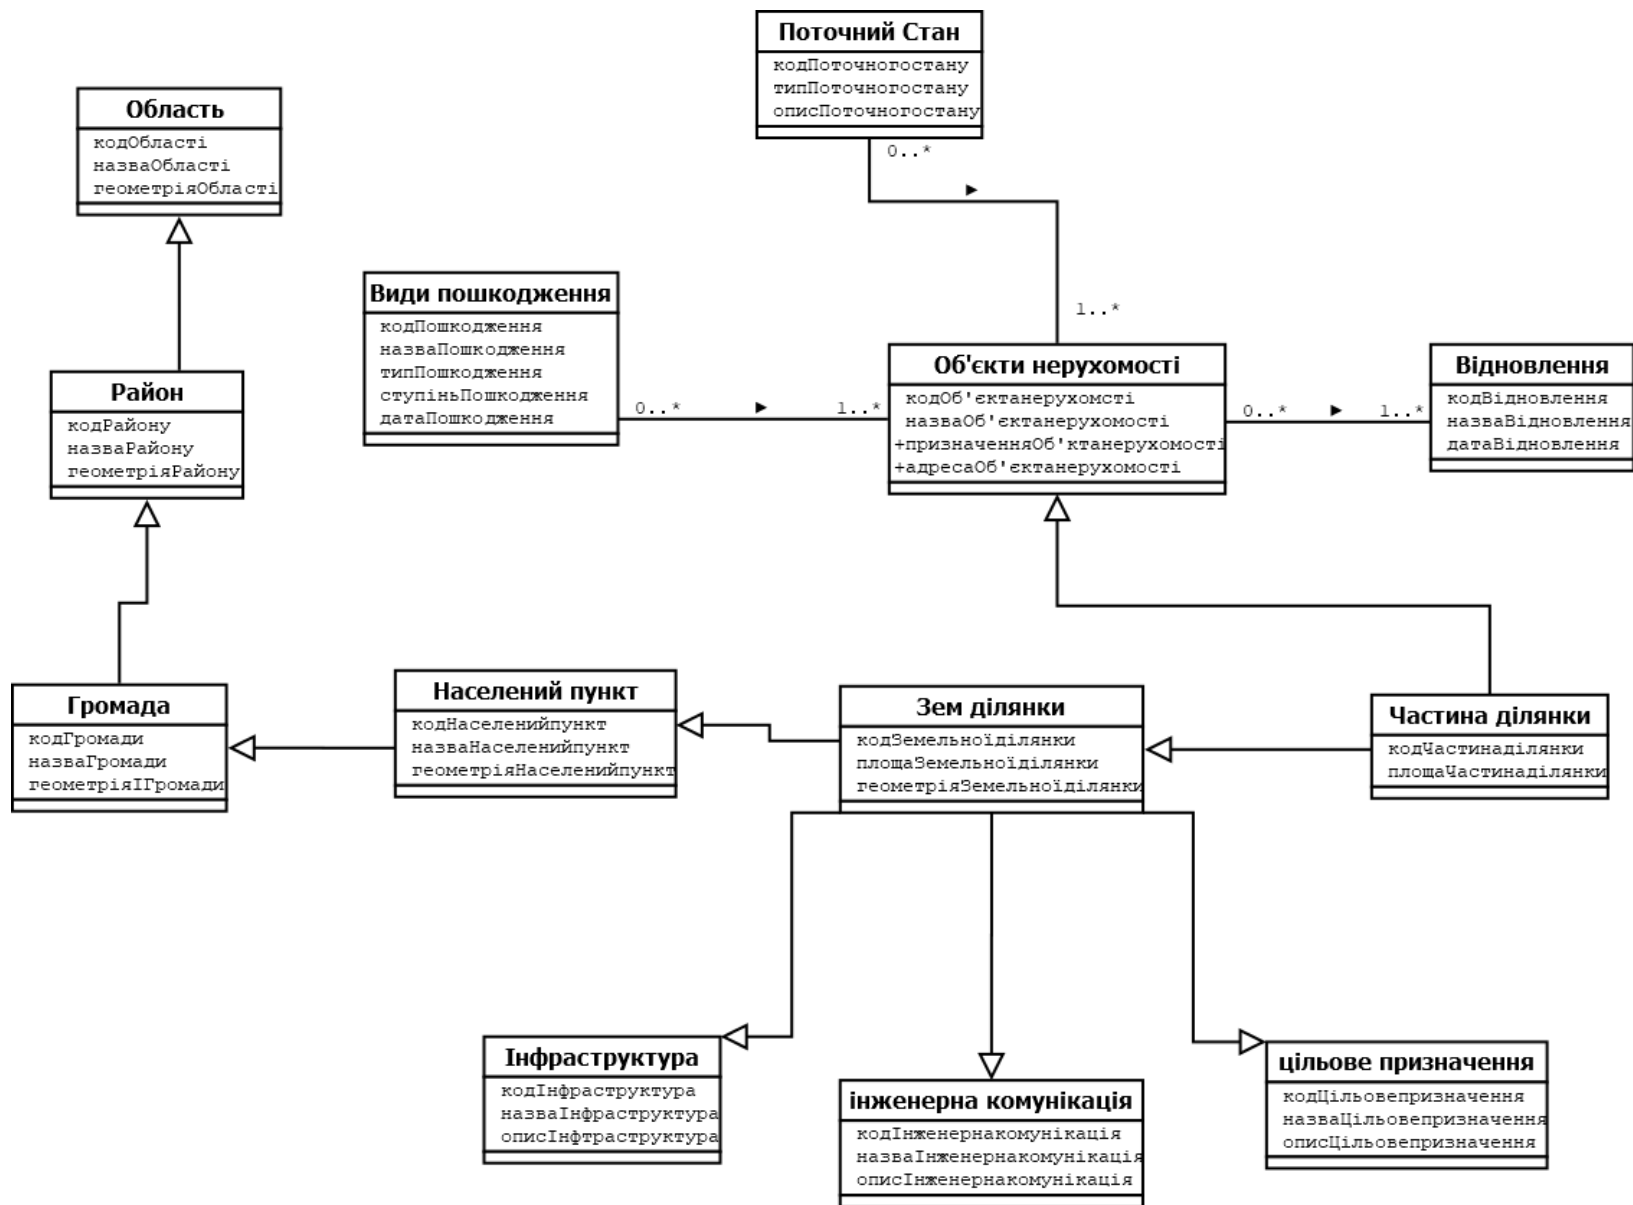 Поточний Стан
кодПоточногостану
типПоточногостану
описПоточногостану
0..*
1..*
Область
кодОбласті
назваОбласті
геометріяОбласті
Види пошкодження
кодПошкодження
назваПошкодження
типПошкодження
ступіньПошкодження
датаПошкодження
0..*
1..*
Об'єкти нерухомості
кодОб'єктанерухомсті
назваОб'єктанерухомості
+призначенняОб'ктанерухомості
+адресаОб'єктанерухомості
0..*
1..*
Відновлення
кодВідновлення
назваВідновлення
датаВідновлення
Район
кодРайону
назваРайону
геометріяРайону
Громада
кодГромади
назваГромади
геометріяІГромади
Населений пункт
кодНаселенийпункт
назваНаселенийпункт
геометріяНаселенийпункт
Зем ділянки
кодЗемельноїділянки
площаЗемельноїділянки
геометріяЗемельноїділянки
Частина ділянки
кодЧастинаділянки
площаЧастинаділянки
Інфраструктура
кодІнфраструктура
назваІнфраструктура
описІнфтраструктура
інженерна комунікація
кодІнженернакомунікація
назваІнженернакомунікація
описІнженернакомунікація
цільове призначення
кодЦільовепризначення
назваЦільовепризначення
описЦільовепризначення